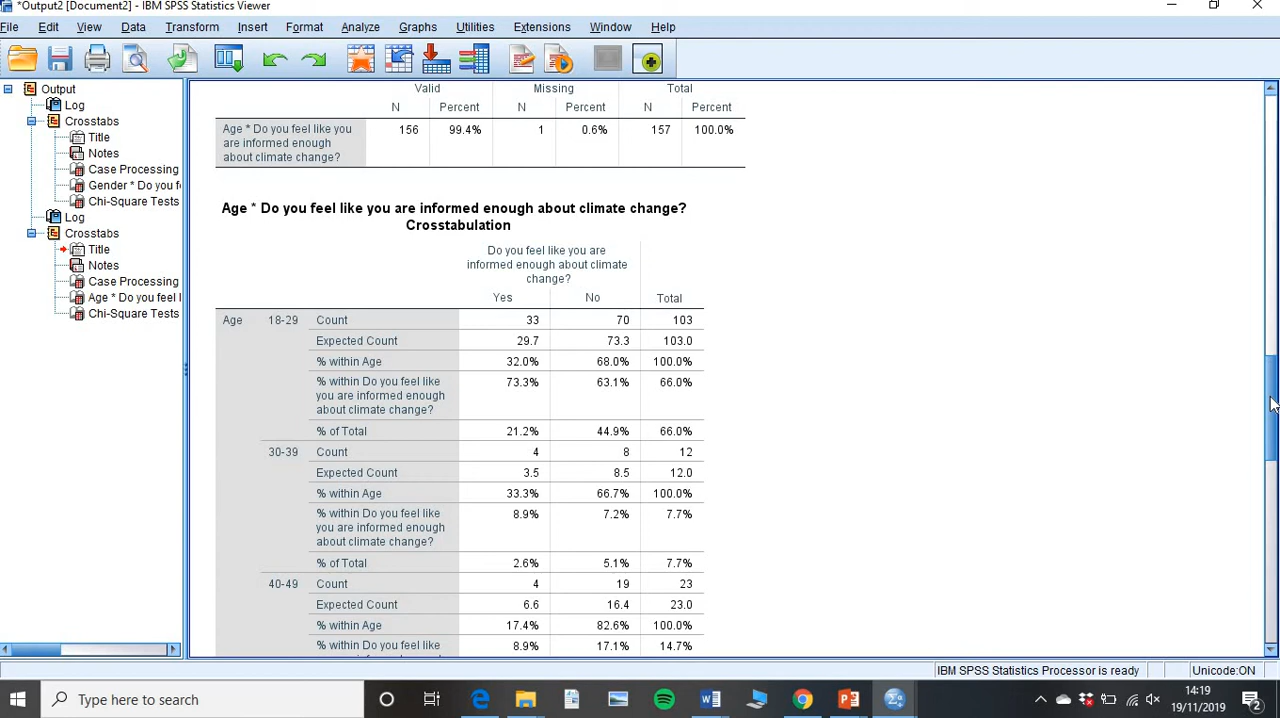 *Output2 [Document2] - IBM SPSS Statistics Viewer
File Edit View Data Transform Insert Format Analyze Graphs Utilities Extensions Window Help
Output
Log
Crosstabs
Title
Notes
Case Processing
Gender * Do you f
Chi-Square Tests
Log
Crosstabs
Title
Notes
Case Processing
Age * Do you feel l
Chi-Square Tests
Valid Missing Total
N Percent N Percent N Percent
Age * Do you feel like you 156 99.4% 1 0.6% 157 100.0%
are informed enough
about climate change?
Age * Do you feel like you are informed enough about climate change?
Crosstabulation
Do you feel like you are
informed enough about climate
change?
Yes No Total
Age 18-29 Count 33 70 103
Expected Count 29.7 73.3 103.0
% within Age 32.0% 68.0% 100.0%
% within Do you feel like 73.3% 63.1% 66.0%
you are informed enough
about climate change?
% of Total 21.2% 44.9% 66.0%
30-39 Count 4 8 12
Expected Count 3.5 8.5 12.0
% within Age 33.3% 66.7% 100.0%
% within Do you feel like 8.9% 7.2% 7.7%
you are informed enough
about climate change?
% of Total 2.6% 5.1% 7.7%
40-49 Count 4 19 23
Expected Count 6.6 16.4 23.0
% within Age 17.4% 82.6% 100.0%
% within Do you feel like 8.9% 17.1% 14.7%
IBM SPSS Statistics Processor is ready Unicode:ON
Type here to search
14:19
19/11/2019
2